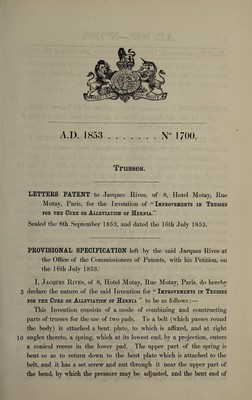 A.D. 1853 . . . . . . . Nº 1700.
Trusses.
LETTERS PATENT to Jacques Rives, of 8, Hotel Motay, Rue
Motay, Paris, for the Invention of "IMPROVEMENTS IN TRUSSES
FOR THE CURE OR ALLEVIATION OF HERNIA."
Sealed the 8th September 1853, and dated the 16th July 1853.
PROVISIONAL SPECIFICATION left by the said Jacques Rives at
the Office of the Commissioners of Patents, with his Petition, on
the 16th July 1853.
I, JACQUES RIVES, of 8, Hotel Motay, Rue Motay, Paris, do hereby
5 declare the nature of the said Invention for "IMPROVEMENTS IN TRUSSES
FOR THE CURE OR ALLEVIATION OF HERNIA" to be as follows:—
This Invention consists of a mode of combining and constructing
parts of trusses for the use of two pads. To a belt (which passes round
the body) is attached a bent plate, to which is affixed, and at right
10 angles thereto, a spring, which at its lowest end, by a projection, enters
a conical recess in the lower pad. The upper part of the spring is
bent so as to return down to the bent plate which is attached to the
belt, and it has a set screw and nut through it near the upper part of
the bend, by which the pressure may be adjusted, and the bent end of